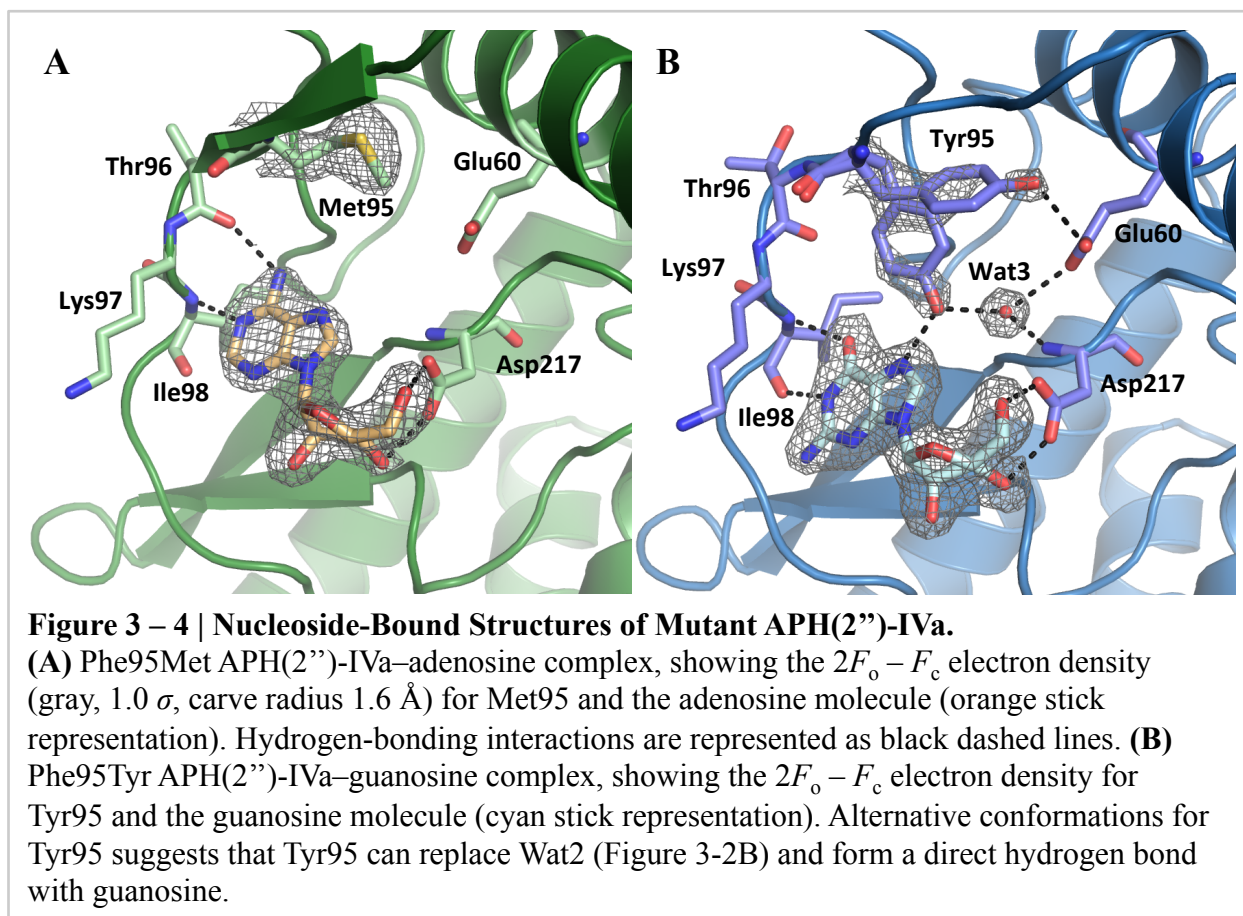 A
Thr96
Met95
Glu60
Lys97
Ile98
Asp217
B
Tyr95
Thr96
Glu60
Lys97
Wat3
Ile98
Asp217
Figure 3 – 4 | Nucleoside-Bound Structures of Mutant APH(2”)-IVa.
(A) Phe95Met APH(2”)-IVa–adenosine complex, showing the 2Fo – Fc electron density
(gray, 1.0 σ, carve radius 1.6 Å) for Met95 and the adenosine molecule (orange stick
representation). Hydrogen-bonding interactions are represented as black dashed lines. (B)
Phe95Tyr APH(2”)-IVa–guanosine complex, showing the 2Fo – Fc electron density for
Tyr95 and the guanosine molecule (cyan stick representation). Alternative conformations for
Tyr95 suggests that Tyr95 can replace Wat2 (Figure 3-2B) and form a direct hydrogen bond
with guanosine.